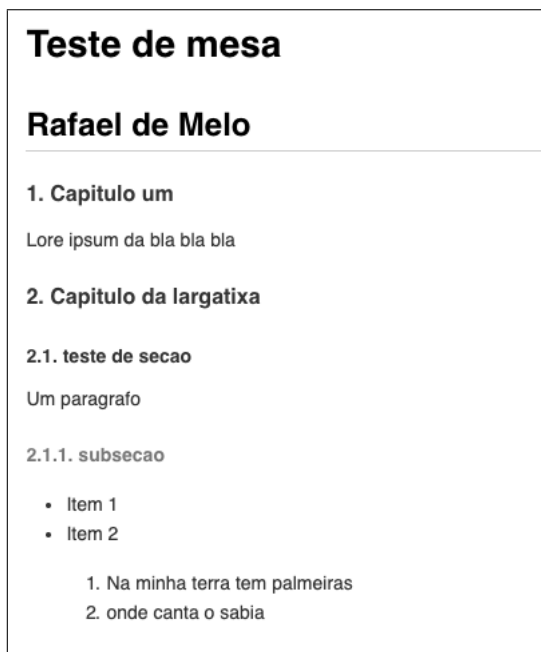 Teste de mesa
Rafael de Melo
1. Capitulo um
Lore ipsum da bla bla bla
2. Capitulo da largatixa
2.1. teste de secao
Um paragrafo
2.1.1. subsecao
• Item 1
• Item 2
1. Na minha terra tem palmeiras
2. onde canta o sabia